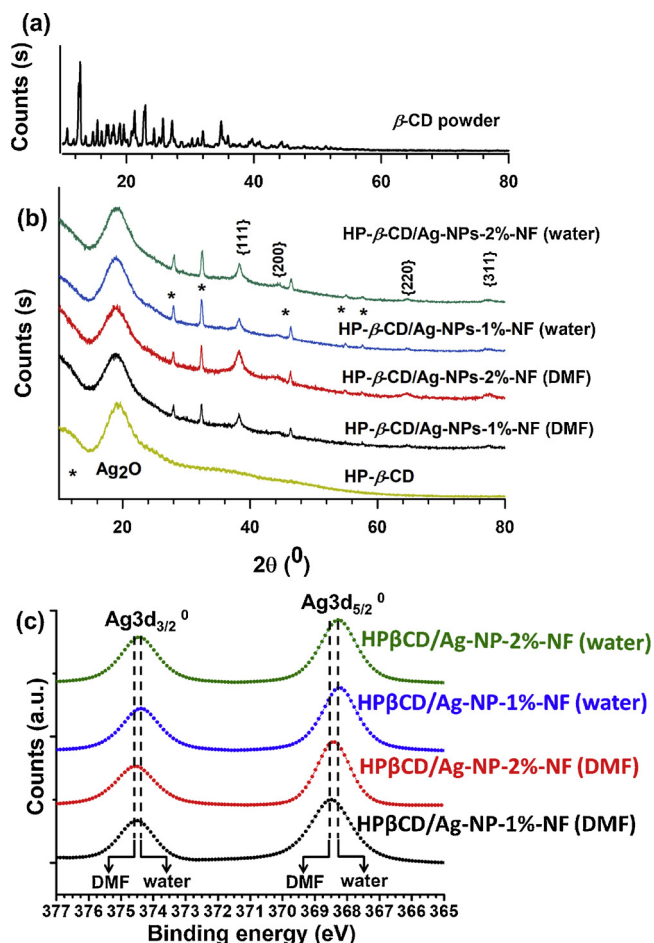 (a)
Counts (s)
β-CD powder
20 40 60 80
(b)
Counts (s)
{111}
{200}
{220}
{311}
HP-β-CD/Ag-NPs-2%-NF (water)
* * * * *
HP-β-CD/Ag-NPs-1%-NF (water)
HP-β-CD/Ag-NPs-2%-NF (DMF)
HP-β-CD/Ag-NPs-1%-NF (DMF)
* Ag₂O
HP-β-CD
20 40 60 80
2θ (⁰)
(c)
Counts (a.u.)
Ag3d₃/₂ ⁰ Ag3d₅/₂ ⁰
HPβCD/Ag-NP-2%-NF (water)
HPβCD/Ag-NP-1%-NF (water)
HPβCD/Ag-NP-2%-NF (DMF)
HPβCD/Ag-NP-1%-NF (DMF)
DMF water DMF water
377 376 375 374 373 372 371 370 369 368 367 366 365
Binding energy (eV)